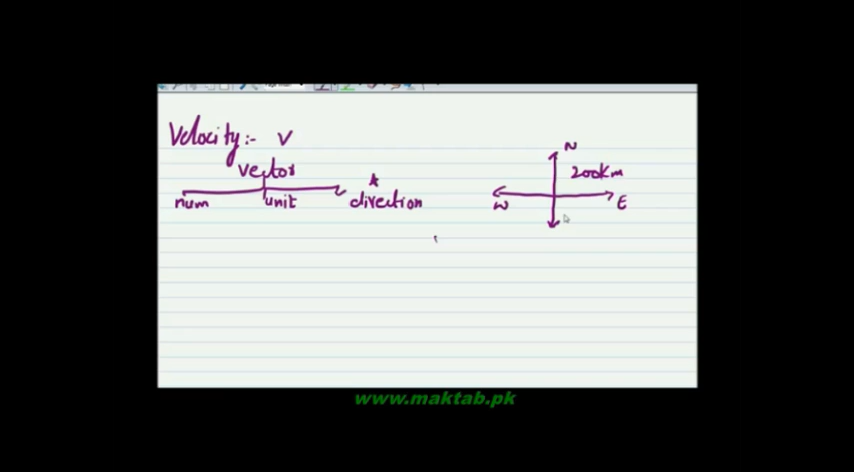 Velocity:- V
vector
num unit direction
N
200Km
W E
www.maktab.pk